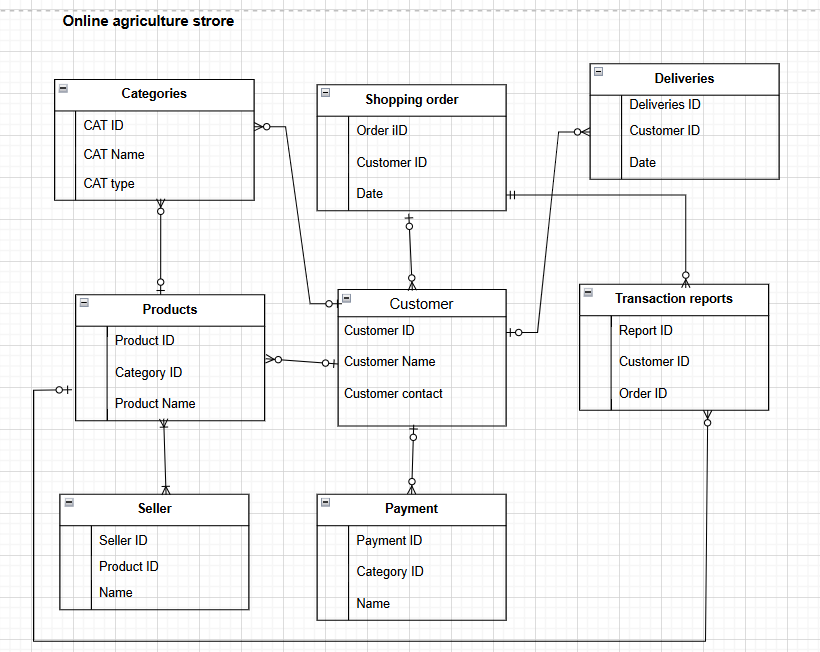 Online agriculture strore
Categories
CAT ID
CAT Name
CAT type
Shopping order
Order iID
Customer ID
Date
Deliveries
Deliveries ID
Customer ID
Date
Products
Product ID
Category ID
Product Name
Customer
Customer ID
Customer Name
Customer contact
Transaction reports
Report ID
Customer ID
Order ID
Seller
Seller ID
Product ID
Name
Payment
Payment ID
Category ID
Name